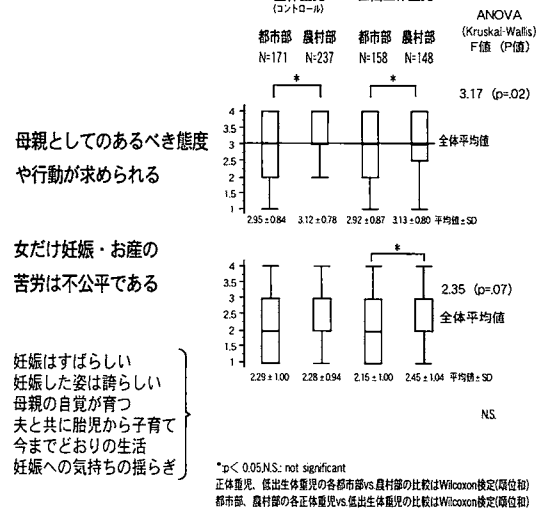 (コントロール)
都市部 農村部 都市部 農村部
N=171 N=237 N=158 N=148
ANOVA
(Kruskal-Wallis)
F値 (P値)
* *
3.17 (p=.02)
母親としてのあるべき態度
や行動が求められる
4
3.5
3
2.5
2
1.5
1
全体平均値
2.95±0.84 3.12±0.78 2.92±0.87 3.13±0.80 平均値±SD
女だけ妊娠・お産の
苦労は不公平である
*
4
3.5
3
2.5
2
1.5
1
2.35 (p=.07)
全体平均値
2.29±1.00 2.28±0.94 2.15±1.00 2.45±1.04 平均値±SD
妊娠はすばらしい
妊娠した姿は誇らしい
母親の自覚が育つ
夫と共に胎児から子育て
今までどおりの生活
妊娠への気持ちの揺らぎ
N.S.
*:p< 0.05,N.S.: not significant
正体重児、低出生体重児の各都市部vs.農村部の比較はWilcoxon検定(順位和)
都市部、農村部の各正体重児vs.低出生体重児の比較はWilcoxon検定(順位和)